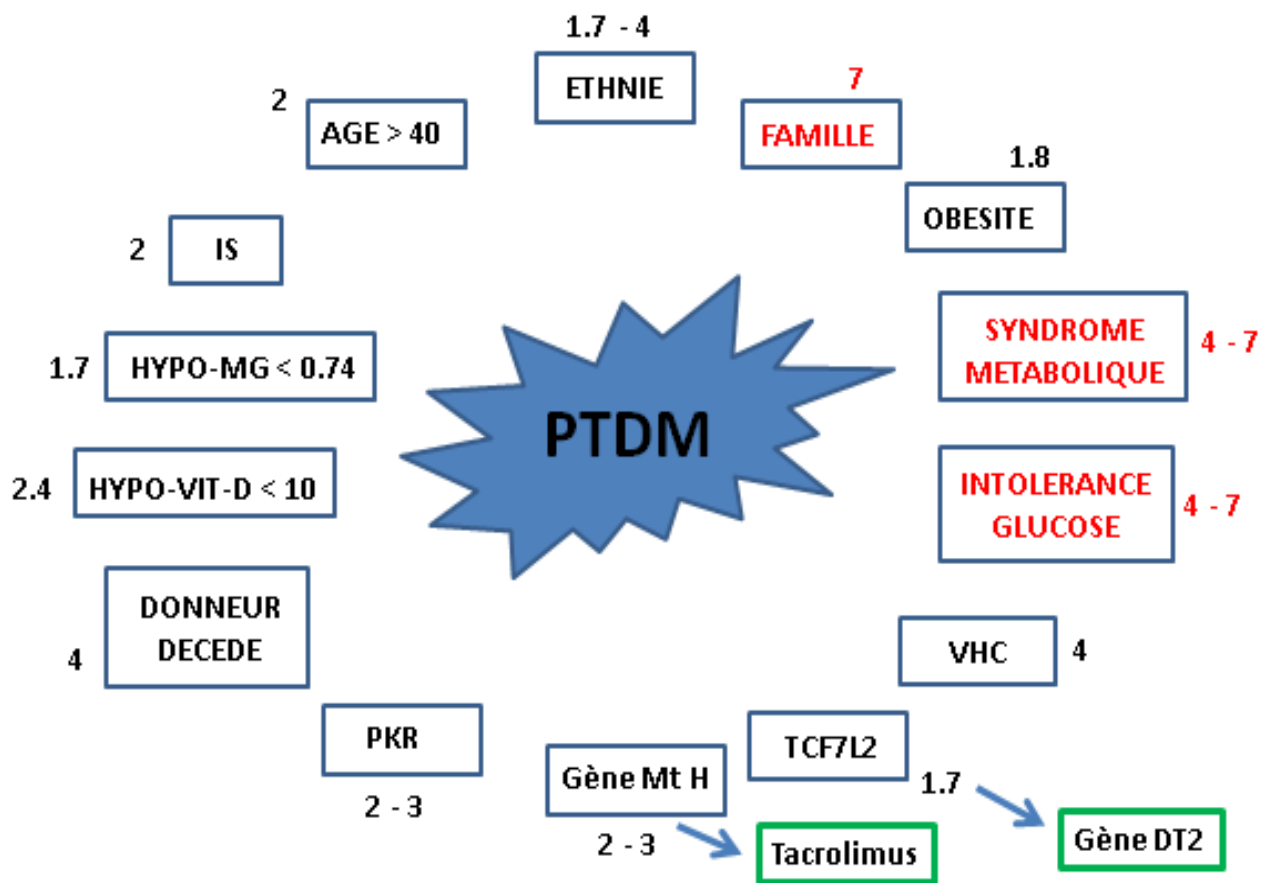 1.7 - 4
ETHNIE
7
FAMILLE
2
AGE > 40
1.8
OBESITE
2
IS
SYNDROME
METABOLIQUE
4 - 7
1.7
HYPO-MG < 0.74
PTDM
2.4
HYPO-VIT-D < 10
INTOLERANCE
GLUCOSE
4 - 7
DONNEUR
DECEDE
4
VHC
4
PKR
2 - 3
Gène Mt H
2 - 3
TCF7L2
1.7
Tacrolimus
Gène DT2